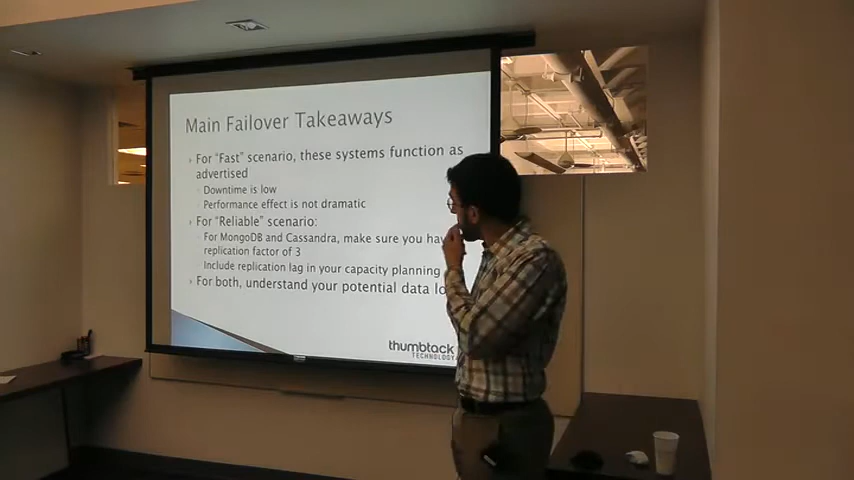 Main Failover Takeaways
For “Fast” scenario, these systems function as
advertised
Downtime is low
Performance effect is not dramatic
For “Reliable” scenario:
For MongoDB and Cassandra, make sure you
replication factor of 3
Include replication lag in your capacity planning
For both, understand your potential data
thumbtack
TECHNOLOGY